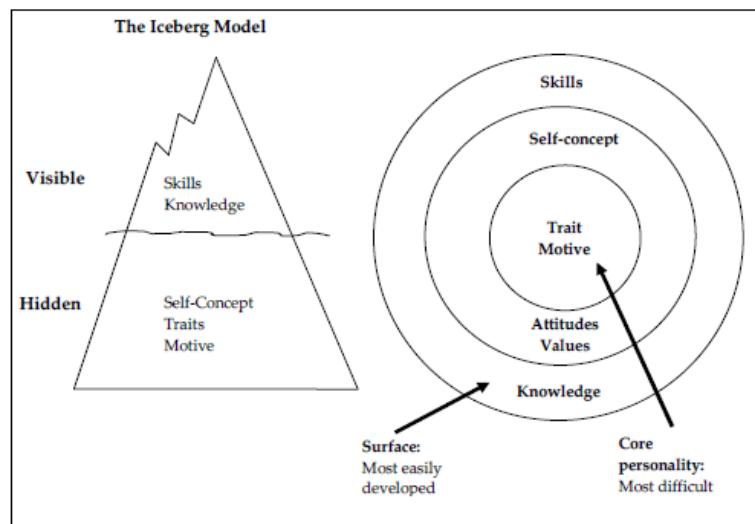 The Iceberg Model
Visible
Skills
Knowledge
Hidden
Self-Concept
Traits
Motive
Skills
Self-concept
Trait
Motive
Attitudes
Values
Knowledge
Surface:
Most easily
developed
Core
personality:
Most difficult